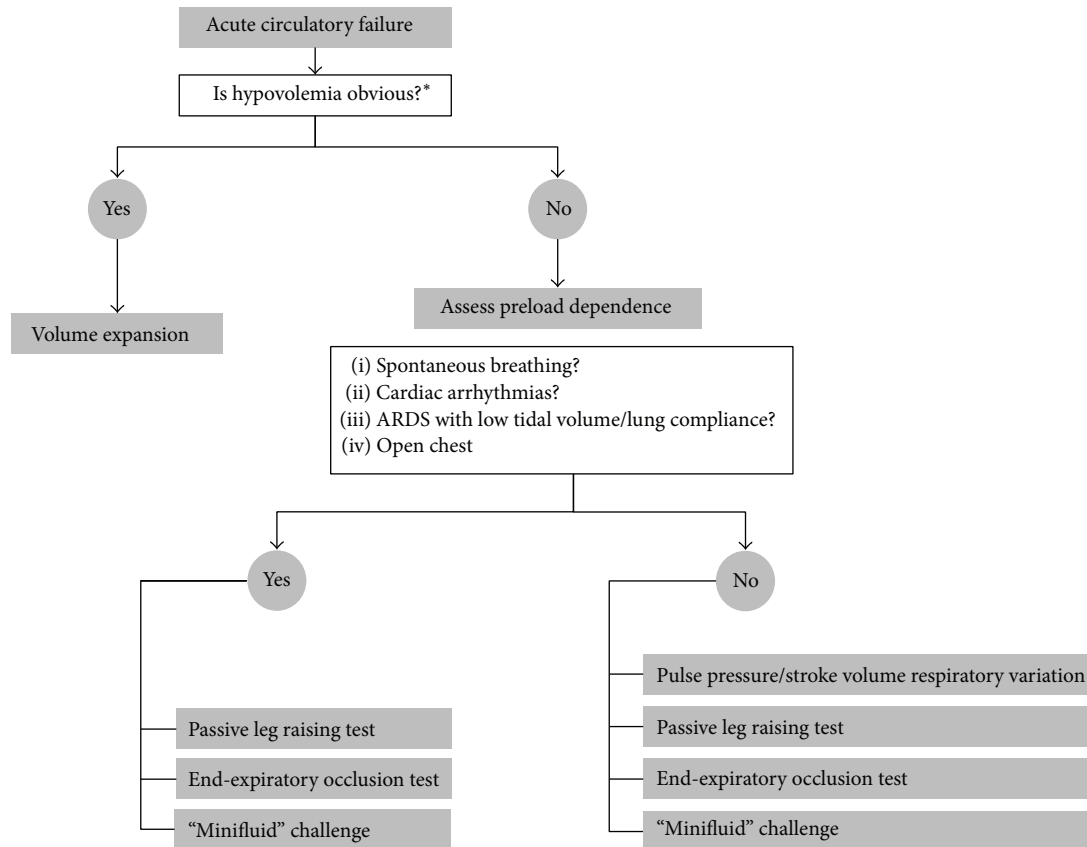 Acute circulatory failure
Is hypovolemia obvious?*
Yes
No
Volume expansion
Assess preload dependence
(i) Spontaneous breathing?
(ii) Cardiac arrhythmias?
(iii) ARDS with low tidal volume/lung compliance?
(iv) Open chest
Yes
No
Passive leg raising test
End-expiratory occlusion test
“Minifluid” challenge
Pulse pressure/stroke volume respiratory variation
Passive leg raising test
End-expiratory occlusion test
“Minifluid” challenge